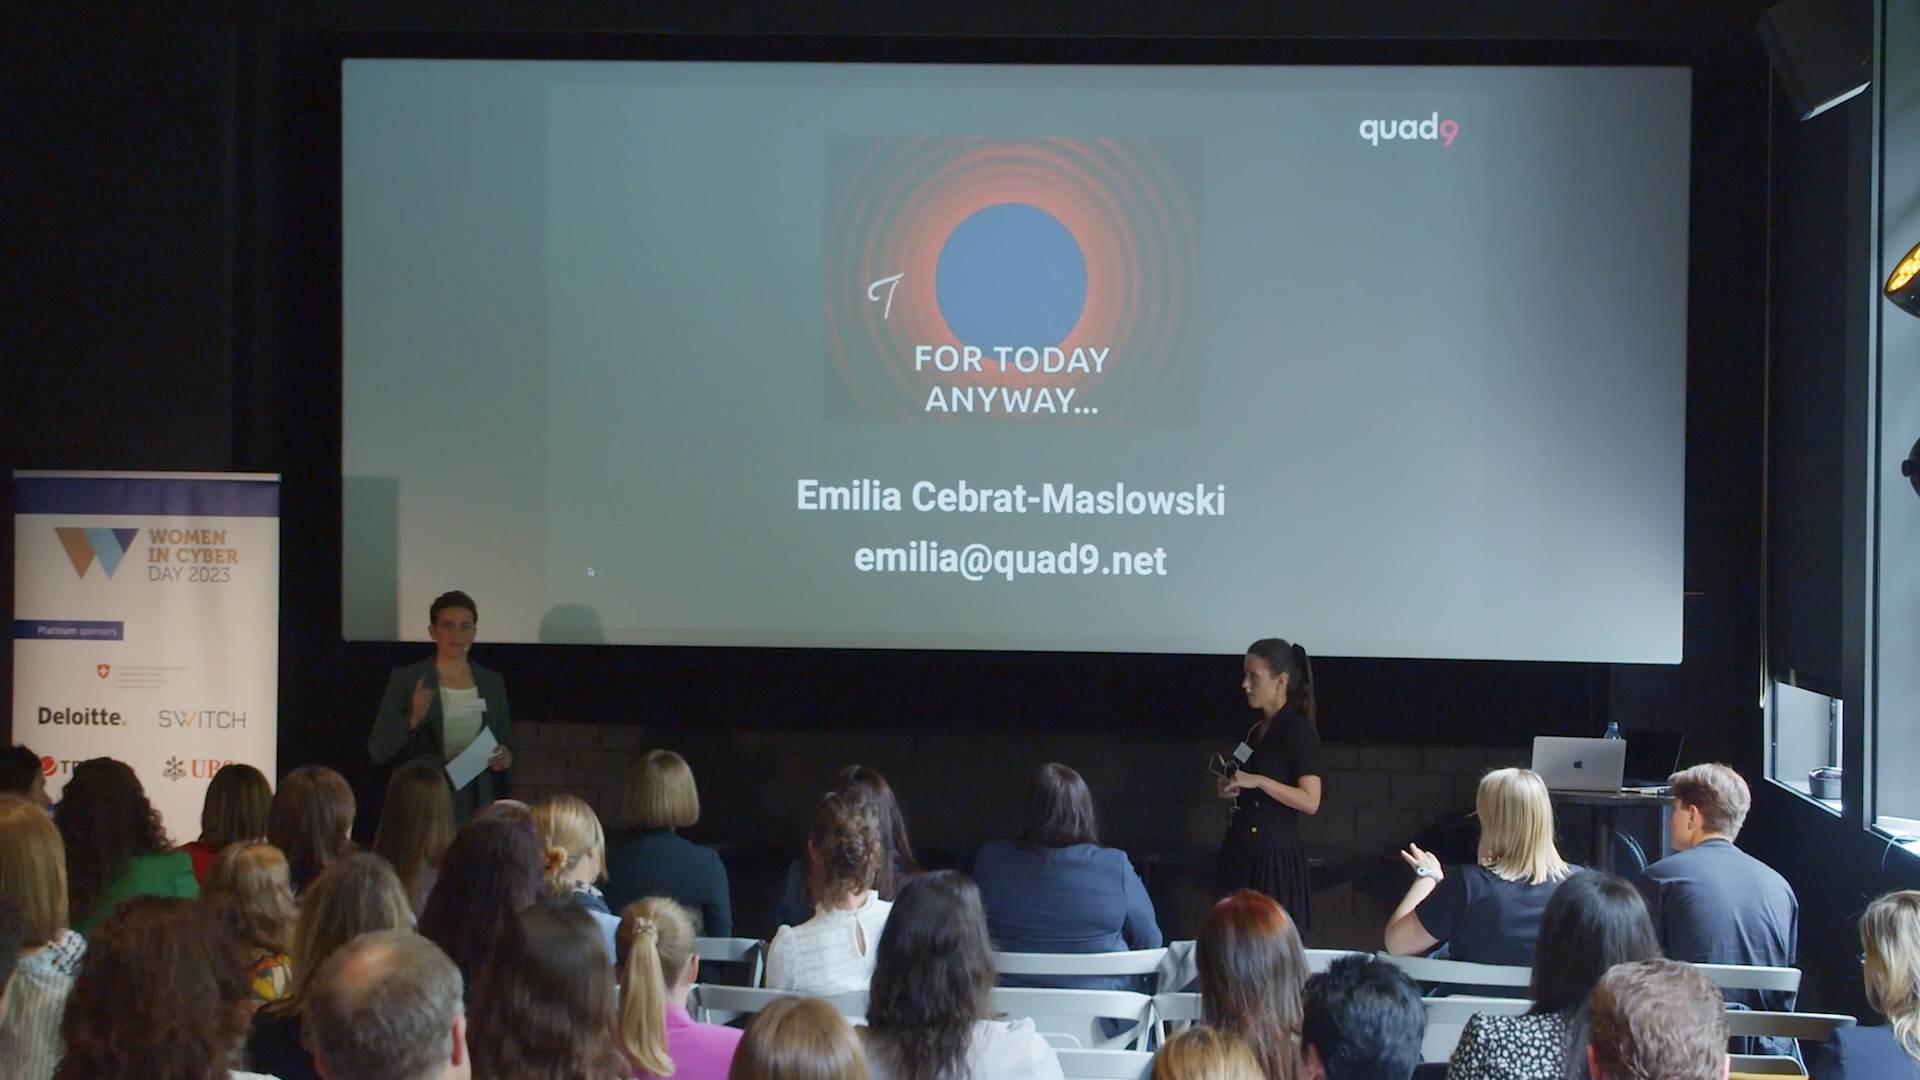 quad9
T
FOR TODAY
ANYWAY...
Emilia Cebrat-Maslowski
emilia@quad9.net
WOMEN
IN CYBER
DAY 2023
Platinum sponsors
Deloitte.
SWITCH
UBS